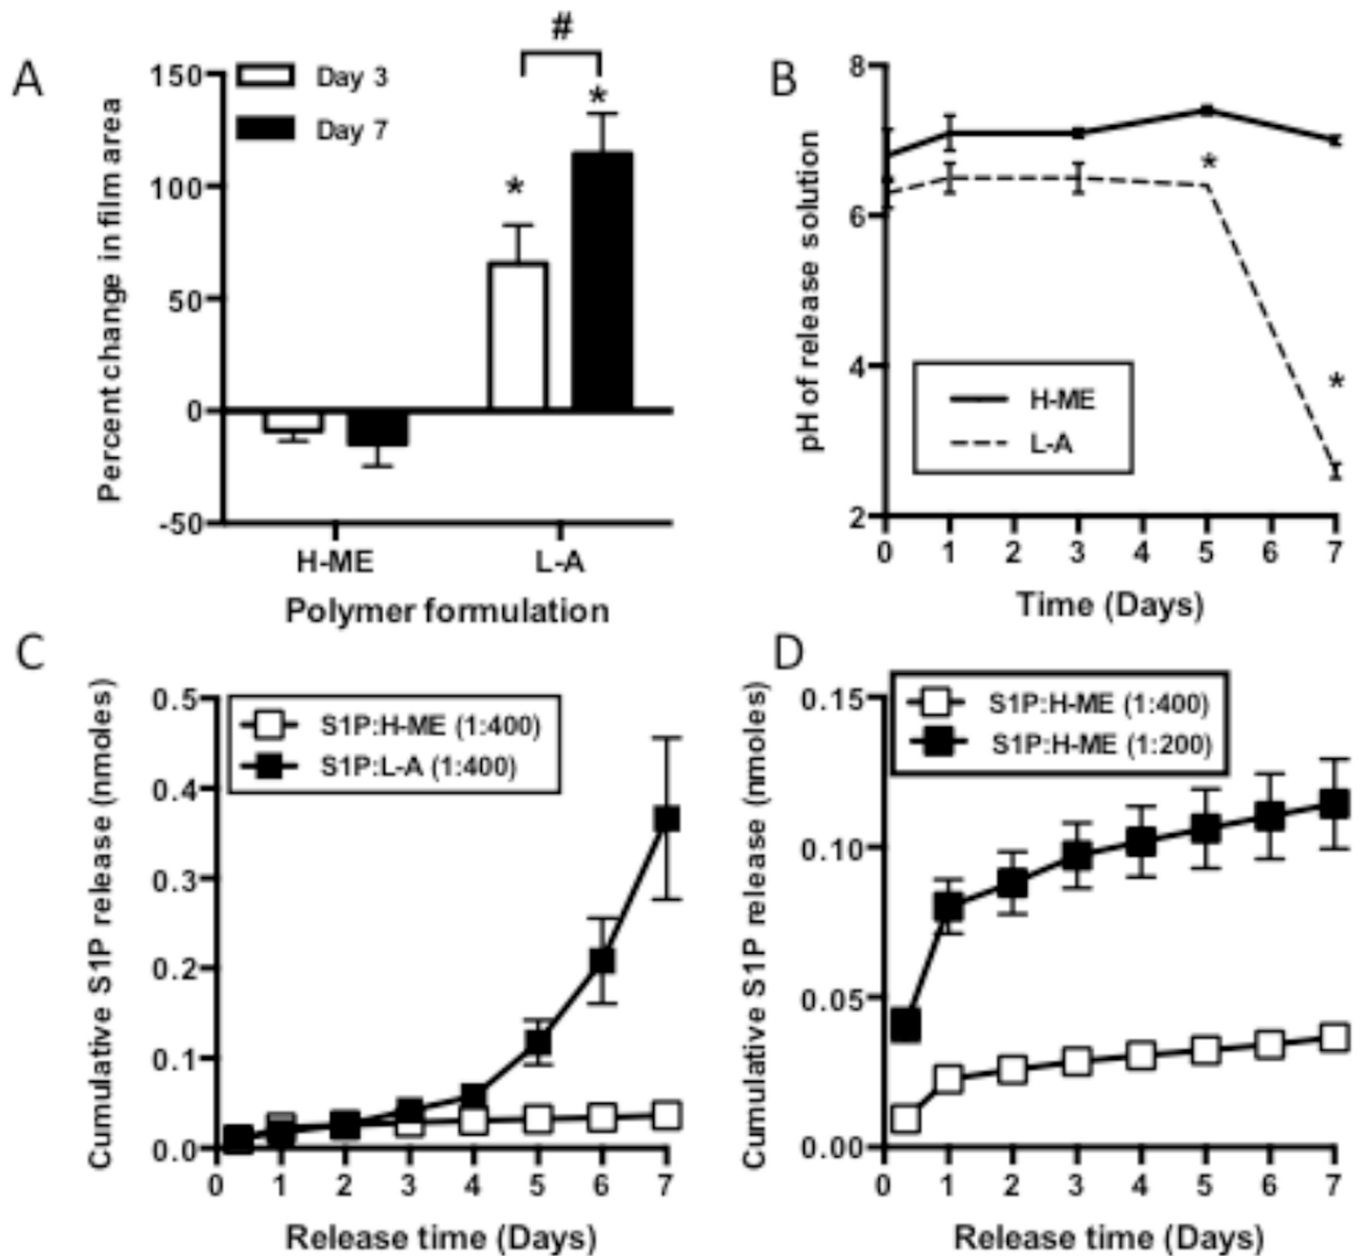 A
#
Day 3
Day 7
*
*
150
100
50
0
-50
Percent change in film area
H-ME
L-A
Polymer formulation
B
8
6
4
2
pH of release solution
*
*
H-ME
L-A
0 1 2 3 4 5 6 7
Time (Days)
C
S1P:H-ME (1:400)
S1P:L-A (1:400)
0.5
0.4
0.3
0.2
0.1
0.0
Cumulative S1P release (nmoles)
0 1 2 3 4 5 6 7
Release time (Days)
D
S1P:H-ME (1:400)
S1P:H-ME (1:200)
0.15
0.10
0.05
0.00
Cumulative S1P release (nmoles)
0 1 2 3 4 5 6 7
Release time (Days)